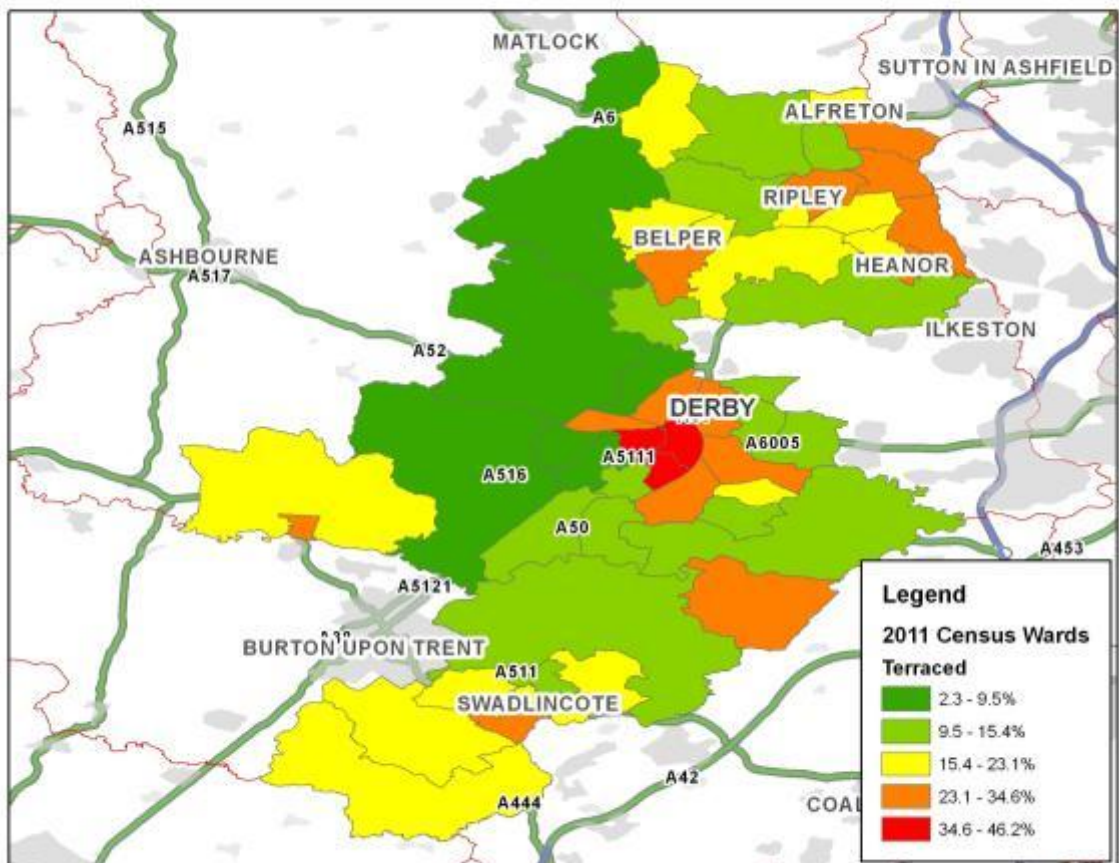 MATLOCK
SUTTON IN ASHFIELD
ALFRETON
A6
A515
RIPLEY
BELPER
HEANOR
ASHBOURNE
A517
ILKESTON
A52
DERBY
A6005
A5111
A516
A50
A453
A5121
A38
BURTON UPON TRENT
A511
SWADLINCOTE
A42
A444
COAL
Legend
2011 Census Wards
Terraced
2.3 - 9.5%
9.5 - 15.4%
15.4 - 23.1%
23.1 - 34.6%
34.6 - 46.2%